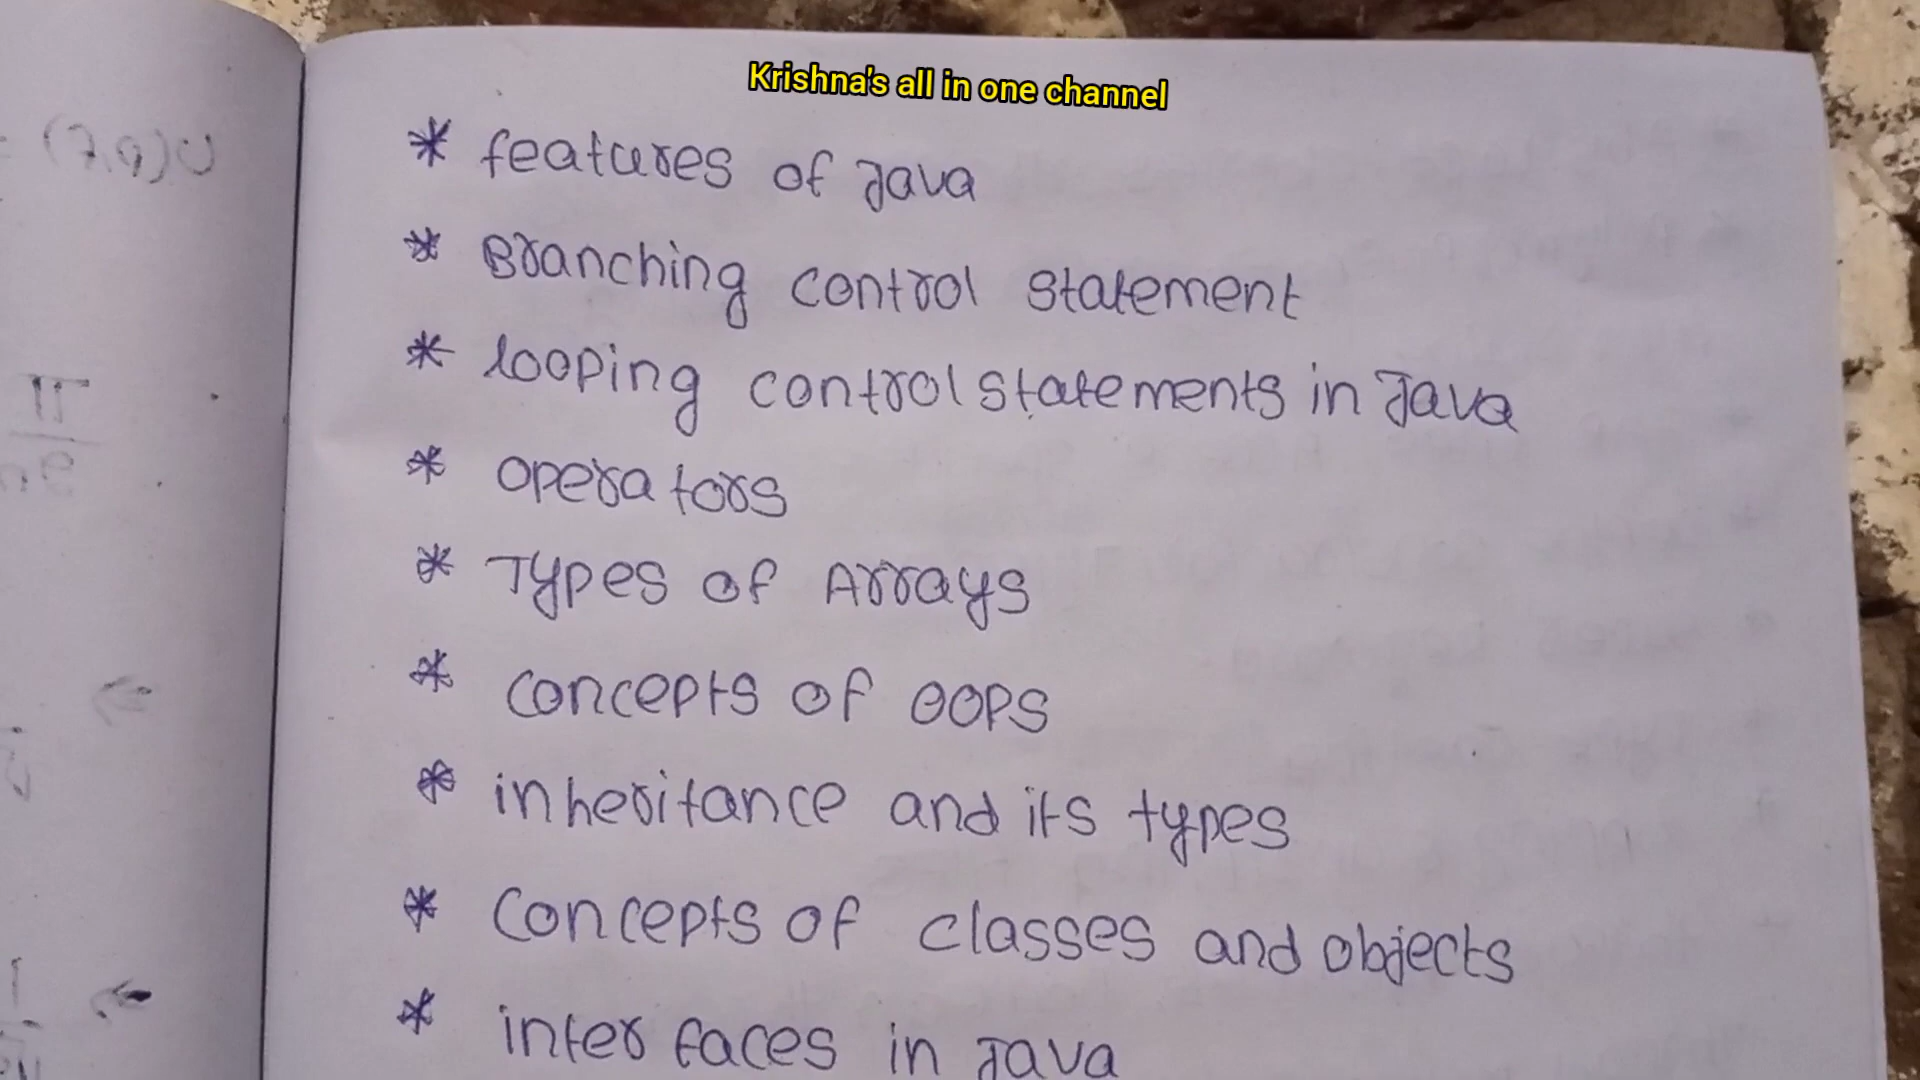 Krishna's all in one channel
* features of Java
* Branching control statement
* looping control statements in Java
* operators
* Types of Arrays
* concepts of OOPS
* inheritance and its types
* Concepts of classes and objects
* interfaces in Java